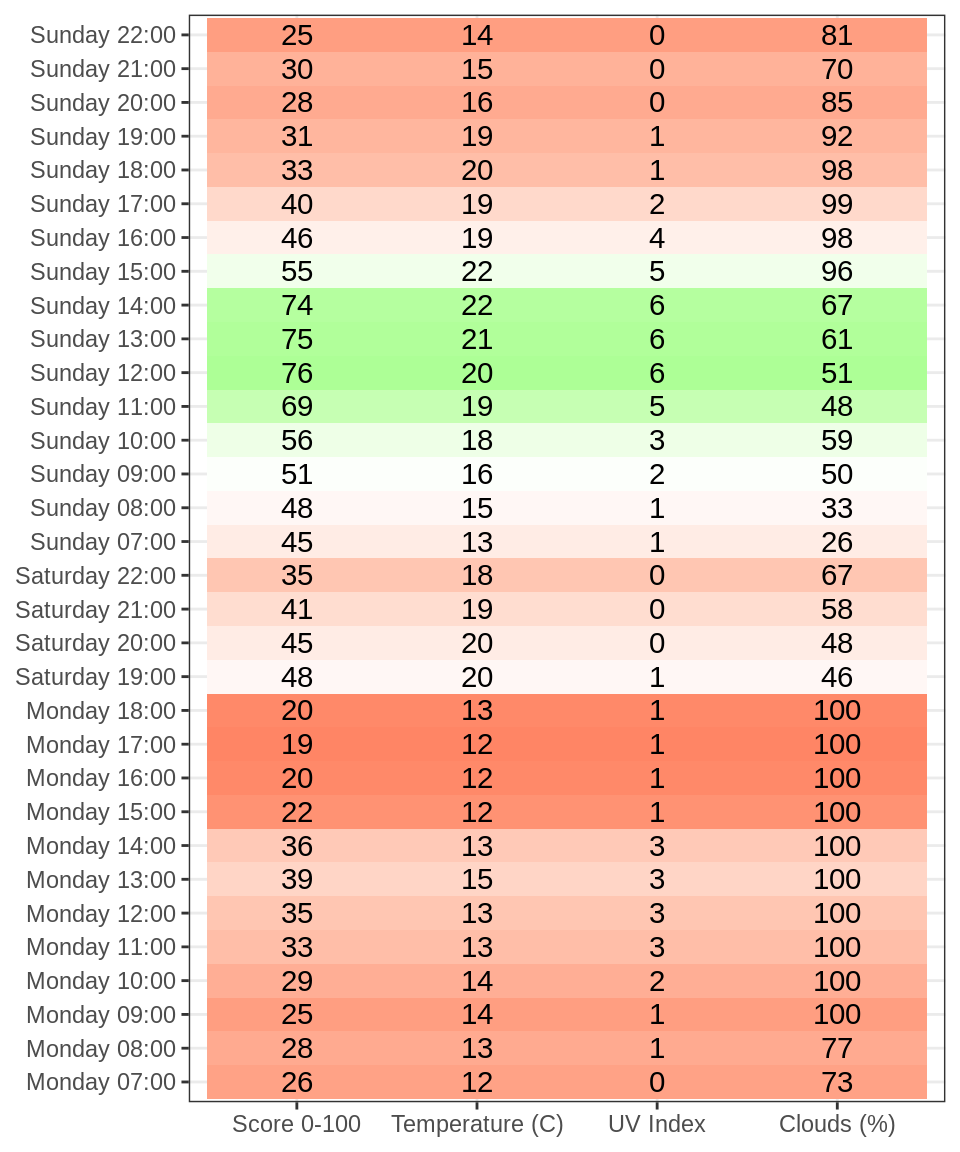 Sunday 22:00 25 14 0 81
Sunday 21:00 30 15 0 70
Sunday 20:00 28 16 0 85
Sunday 19:00 31 19 1 92
Sunday 18:00 33 20 1 98
Sunday 17:00 40 19 2 99
Sunday 16:00 46 19 4 98
Sunday 15:00 55 22 5 96
Sunday 14:00 74 22 6 67
Sunday 13:00 75 21 6 61
Sunday 12:00 76 20 6 51
Sunday 11:00 69 19 5 48
Sunday 10:00 56 18 3 59
Sunday 09:00 51 16 2 50
Sunday 08:00 48 15 1 33
Sunday 07:00 45 13 1 26
Saturday 22:00 35 18 0 67
Saturday 21:00 41 19 0 58
Saturday 20:00 45 20 0 48
Saturday 19:00 48 20 1 46
Monday 18:00 20 13 1 100
Monday 17:00 19 12 1 100
Monday 16:00 20 12 1 100
Monday 15:00 22 12 1 100
Monday 14:00 36 13 3 100
Monday 13:00 39 15 3 100
Monday 12:00 35 13 3 100
Monday 11:00 33 13 3 100
Monday 10:00 29 14 2 100
Monday 09:00 25 14 1 100
Monday 08:00 28 13 1 77
Monday 07:00 26 12 0 73
Score 0-100 Temperature (C) UV Index Clouds (%)